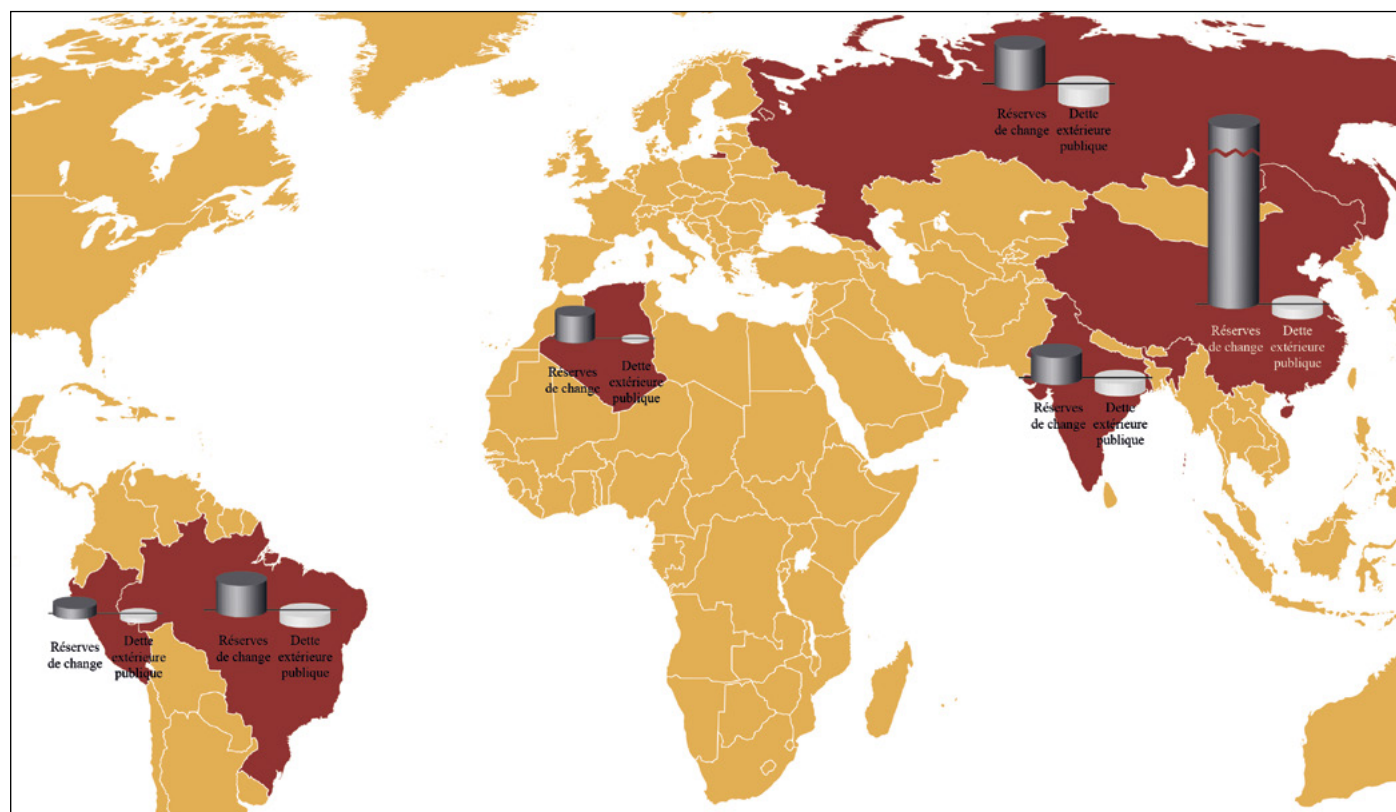 Réserves
de change
Dette
extérieure
publique
Réserves
de change
Dette
extérieure
publique
Réserves
de change
Dette
extérieure
publique
Réserves
de change
Dette
extérieure
publique
Réserves
de change
Dette
extérieure
publique
Réserves
de change
Dette
extérieure
publique